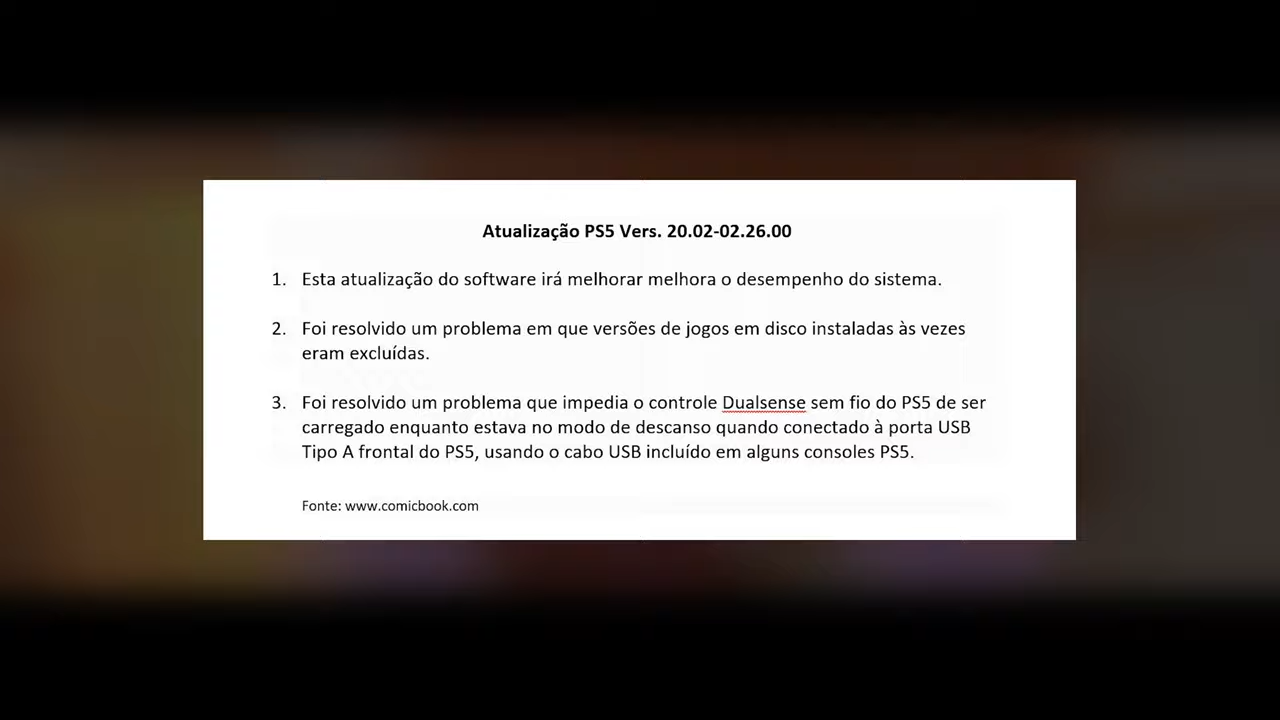 Atualização PS5 Vers. 20.02-02.26.00
1. Esta atualização do software irá melhorar melhora o desempenho do sistema.
2. Foi resolvido um problema em que versões de jogos em disco instaladas às vezes
eram excluídas.
3. Foi resolvido um problema que impedia o controle Dualsense sem fio do PS5 de ser
carregado enquanto estava no modo de descanso quando conectado à porta USB
Tipo A frontal do PS5, usando o cabo USB incluído em alguns consoles PS5.
Fonte: www.comicbook.com